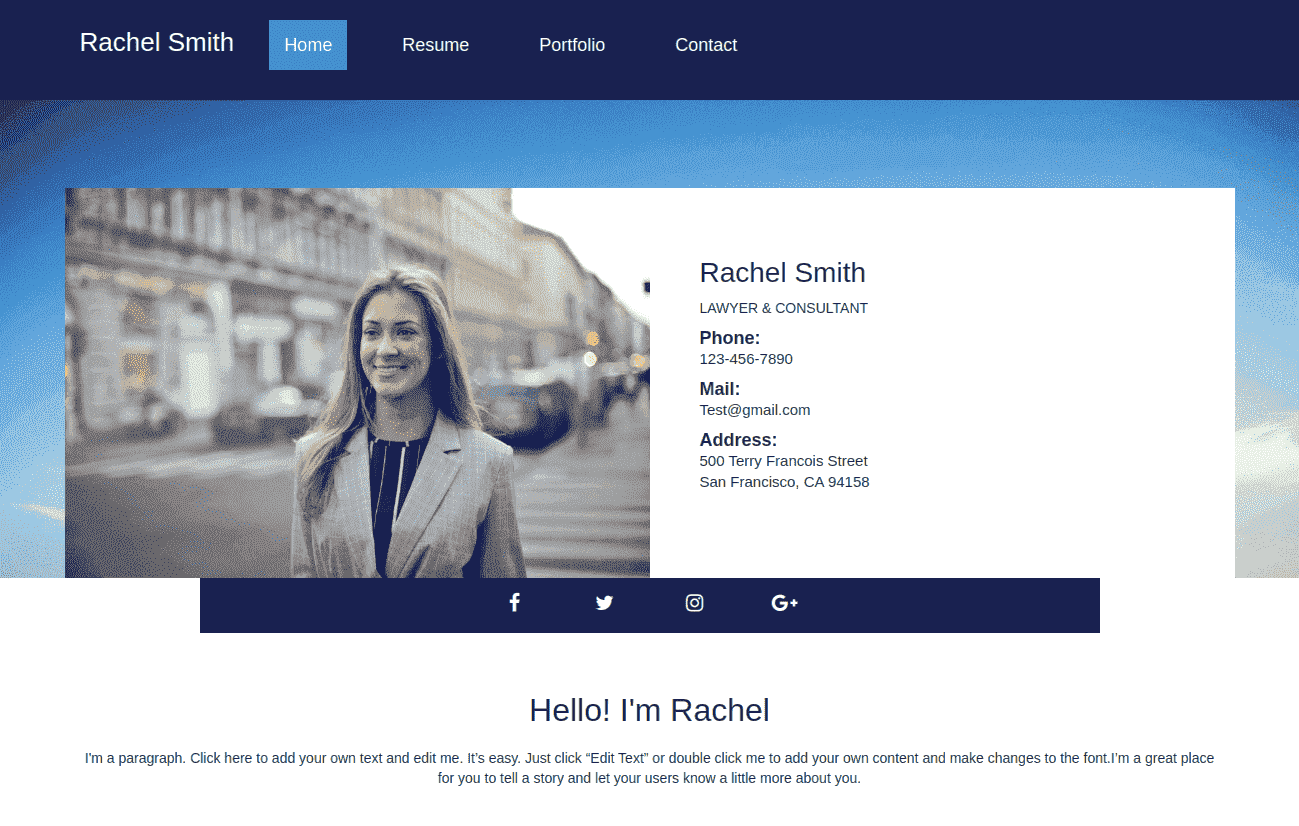 Rachel Smith Home Resume Portfolio Contact
Rachel Smith
LAWYER & CONSULTANT
Phone:
123-456-7890
Mail:
Test@gmail.com
Address:
500 Terry Francois Street
San Francisco, CA 94158
Hello! I'm Rachel
I'm a paragraph. Click here to add your own text and edit me. It’s easy. Just click “Edit Text” or double click me to add your own content and make changes to the font.I’m a great place
for you to tell a story and let your users know a little more about you.